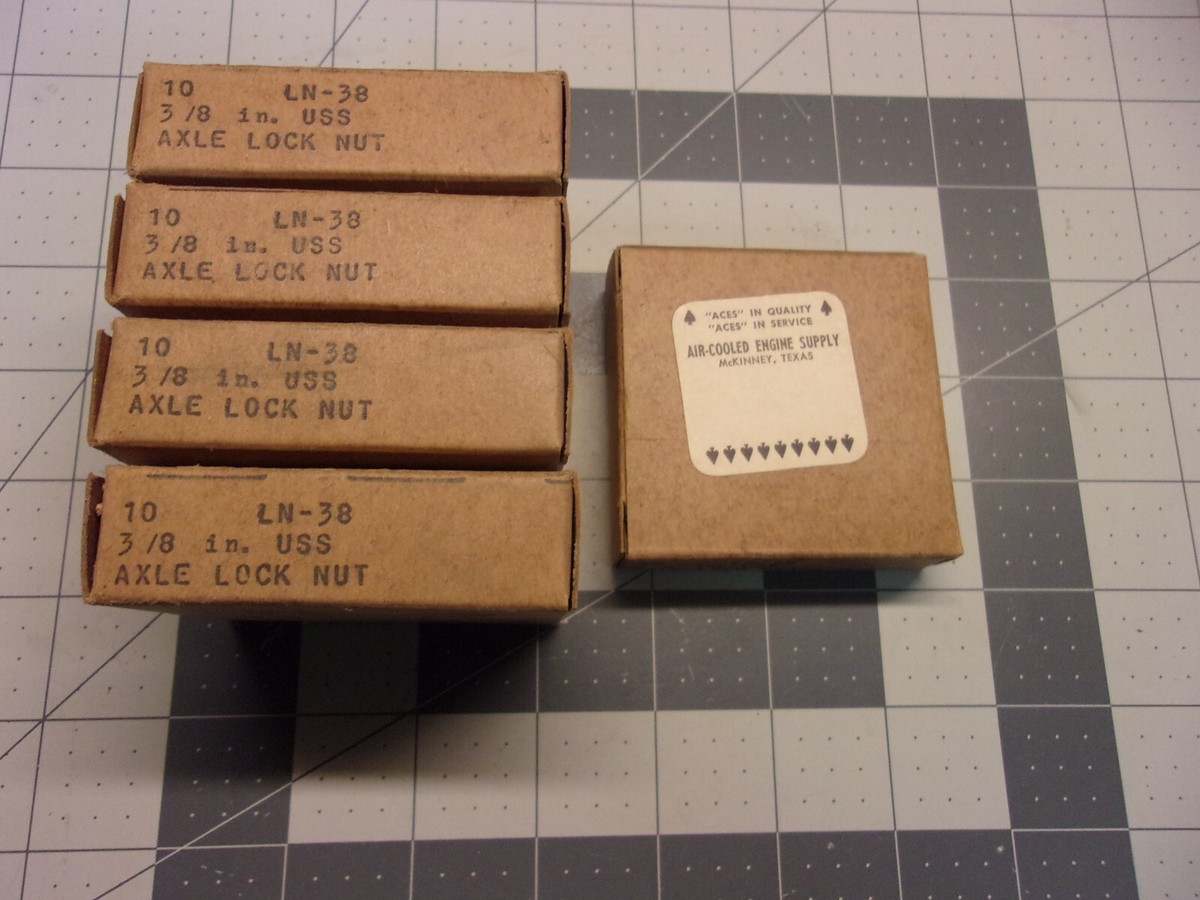 10 LN-38
3/8 in. USS
AXLE LOCK NUT
10 LN-38
3/8 in. USS
AXLE LOCK NUT
10 LN-38
3/8 in. USS
AXLE LOCK NUT
10 LN-38
3/8 in. USS
AXLE LOCK NUT
"ACES" IN QUALITY
"ACES" IN SERVICE
AIR-COOLED ENGINE SUPPLY
McKINNEY, TEXAS